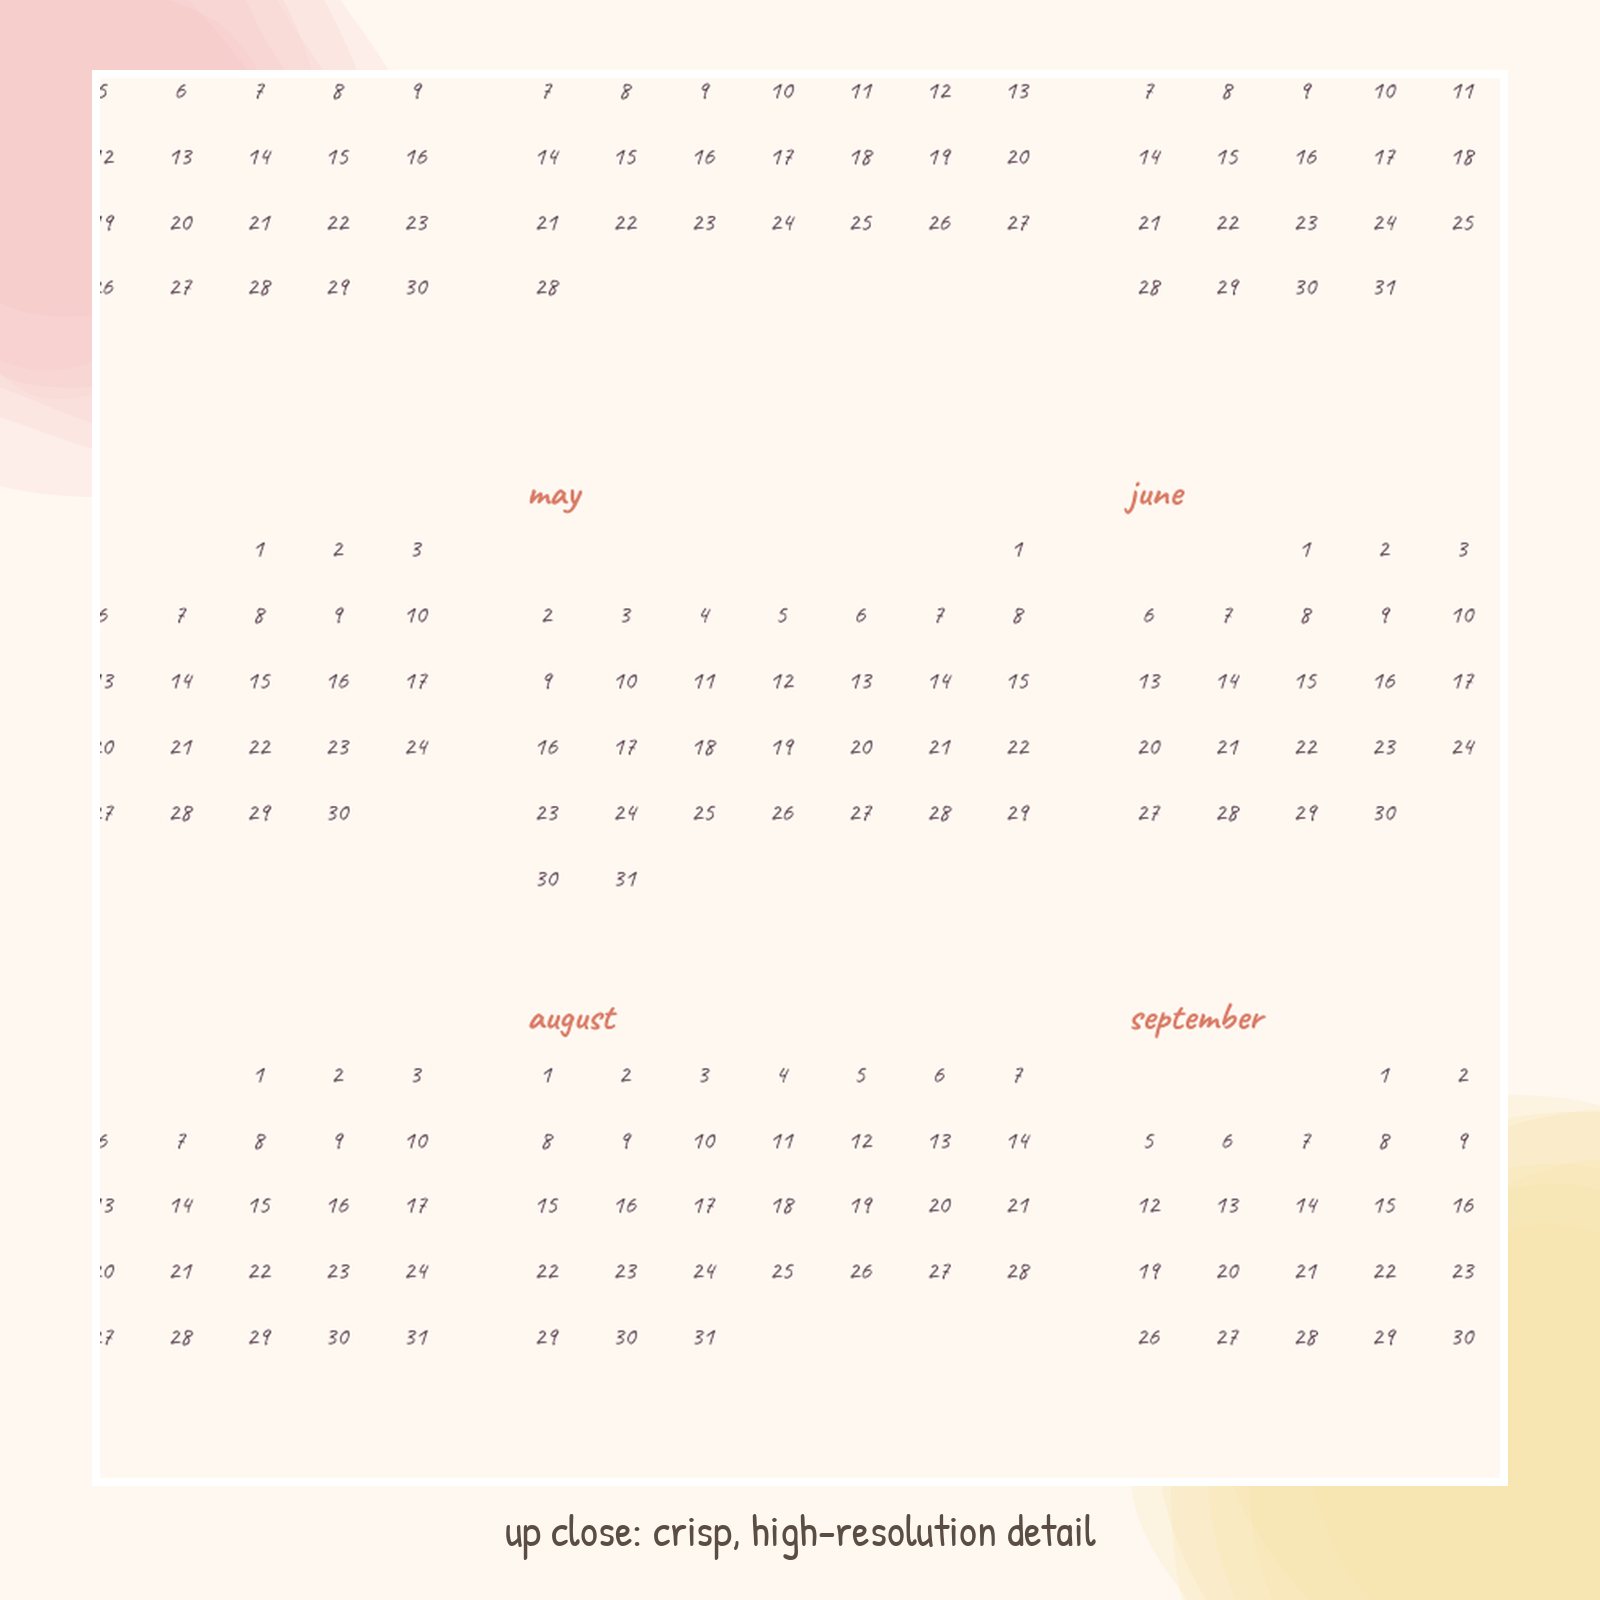 6 7 8 9 7 8 9 10 11 12 13 7 8 9 10 11
13 14 15 16 14 15 16 17 18 19 20 14 15 16 17 18
20 21 22 23 21 22 23 24 25 26 27 21 22 23 24 25
27 28 29 30 28 28 29 30 31
may june
1 2 3 1 1 2 3
7 8 9 10 2 3 4 5 6 7 8 6 7 8 9 10
14 15 16 17 9 10 11 12 13 14 15 13 14 15 16 17
21 22 23 24 16 17 18 19 20 21 22 20 21 22 23 24
28 29 30 23 24 25 26 27 28 29 27 28 29 30
30 31
august september
1 2 3 1 2 3 4 5 6 7 1 2
7 8 9 10 8 9 10 11 12 13 14 5 6 7 8 9
14 15 16 17 15 16 17 18 19 20 21 12 13 14 15 16
21 22 23 24 22 23 24 25 26 27 28 19 20 21 22 23
28 29 30 31 29 30 31 26 27 28 29 30
up close: crisp, high-resolution detail